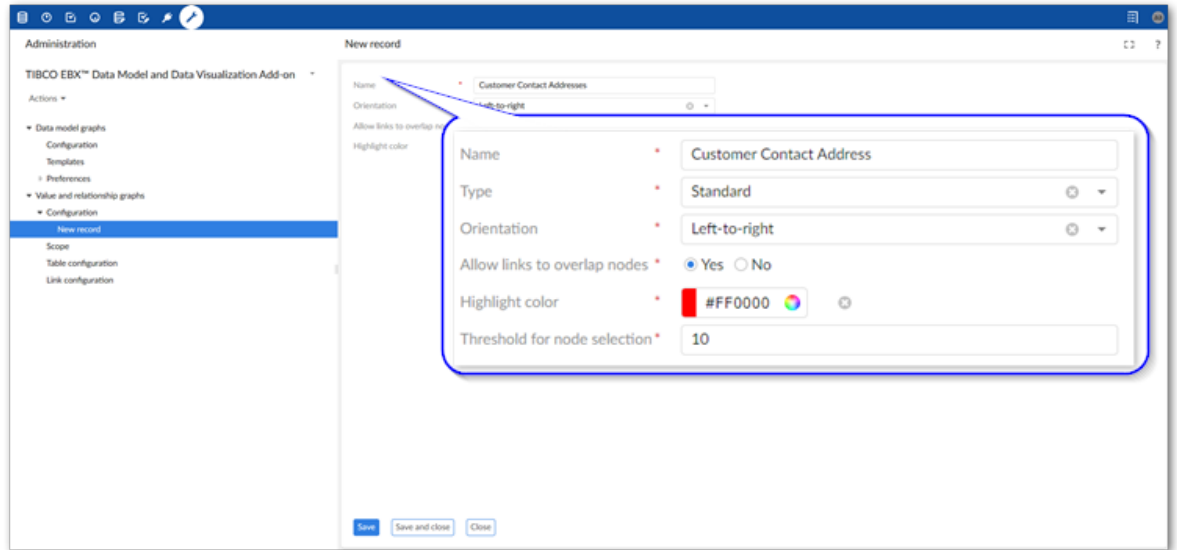 Administration
TIBCO EBX™ Data Model and Data Visualization Add-on
Actions
Data model graphs
Configuration
Templates
Preferences
Value and relationship graphs
Configuration
New record
Scope
Table configuration
Link configuration
New record
?
Name * Customer Contact Addresses
Orientation Left-to-right
Allow links to overlap
Highlight color
Name * Customer Contact Address
Type * Standard
Orientation * Left-to-right
Allow links to overlap nodes * Yes No
Highlight color * #FF0000
Threshold for node selection * 10
Save Save and close Close